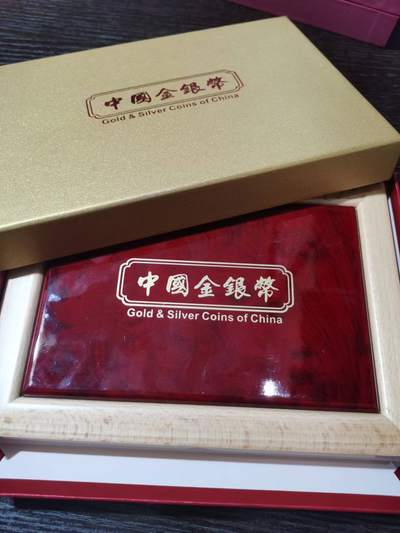 中國金銀幣
Gold & Silver Coins of China
中國金銀幣
Gold & Silver Coins of China